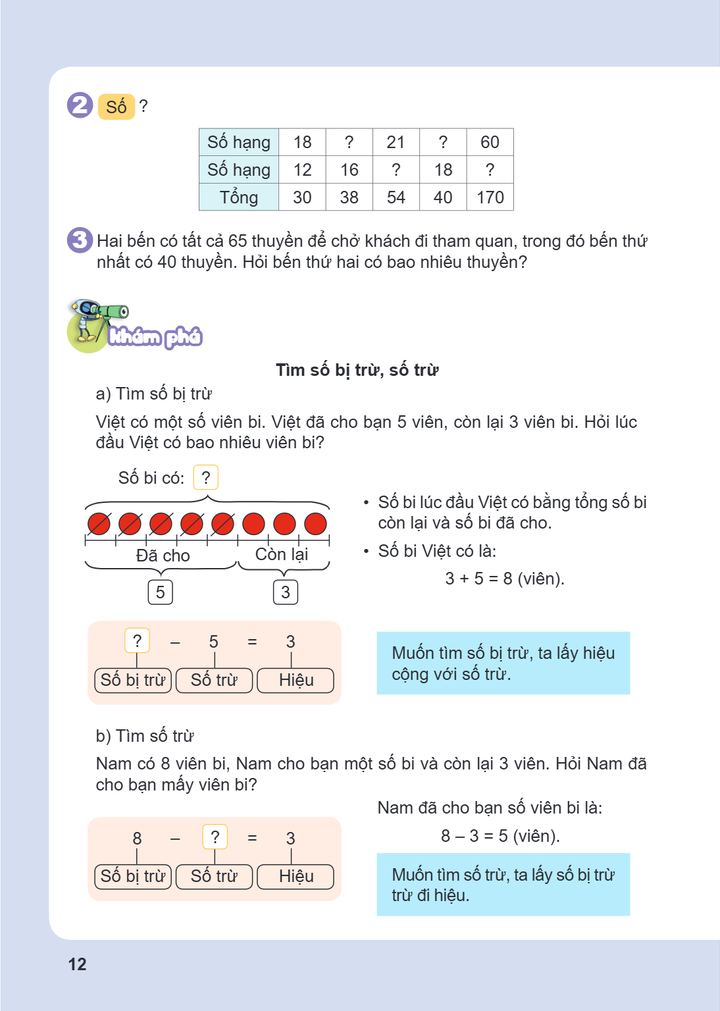 2 Số ?
Số hạng 18 ? 21 ? 60
Số hạng 12 16 ? 18 ?
Tổng 30 38 54 40 170
3 Hai bến có tất cả 65 thuyền để chở khách đi tham quan, trong đó bến thứ
nhất có 40 thuyền. Hỏi bến thứ hai có bao nhiêu thuyền?
khám phá
Tìm số bị trừ, số trừ
a) Tìm số bị trừ
Việt có một số viên bi. Việt đã cho bạn 5 viên, còn lại 3 viên bi. Hỏi lúc
đầu Việt có bao nhiêu viên bi?
Số bi có: ?
Đã cho Còn lại
5 3
• Số bi lúc đầu Việt có bằng tổng số bi
còn lại và số bi đã cho.
• Số bi Việt có là:
3 + 5 = 8 (viên).
? – 5 = 3
Số bị trừ Số trừ Hiệu
Muốn tìm số bị trừ, ta lấy hiệu
cộng với số trừ.
b) Tìm số trừ
Nam có 8 viên bi, Nam cho bạn một số bi và còn lại 3 viên. Hỏi Nam đã
cho bạn mấy viên bi?
8 – ? = 3
Số bị trừ Số trừ Hiệu
Nam đã cho bạn số viên bi là:
8 – 3 = 5 (viên).
Muốn tìm số trừ, ta lấy số bị trừ
trừ đi hiệu.
12